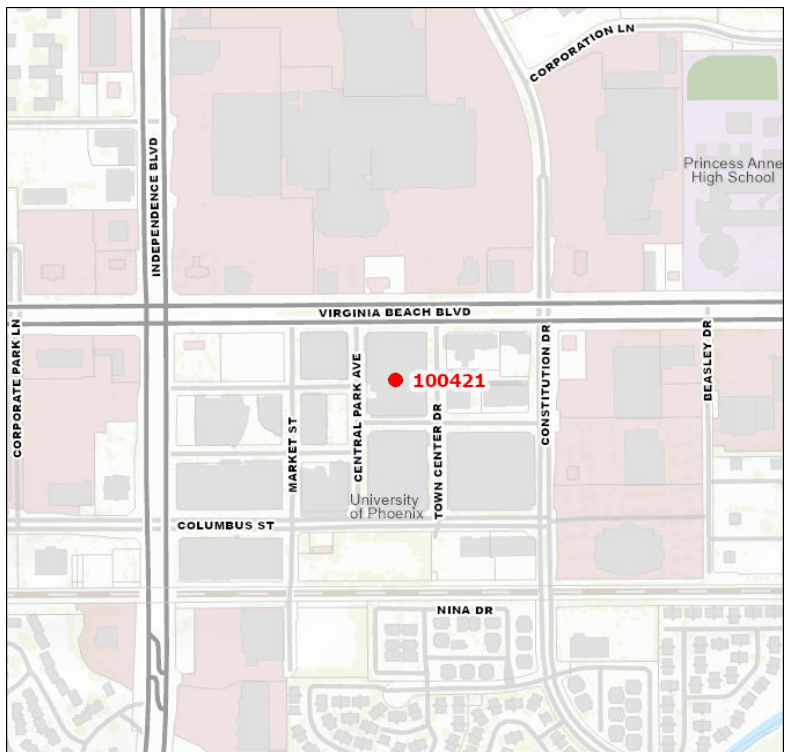 CORPORATION LN
INDEPENDENCE BLVD
Princess Anne
High School
VIRGINIA BEACH BLVD
CORPORATE PARK LN
CENTRAL PARK AVE
100421
MARKET ST
TOWN CENTER DR
CONSTITUTION DR
BEASLEY DR
University
of Phoenix
COLUMBUS ST
NINA DR